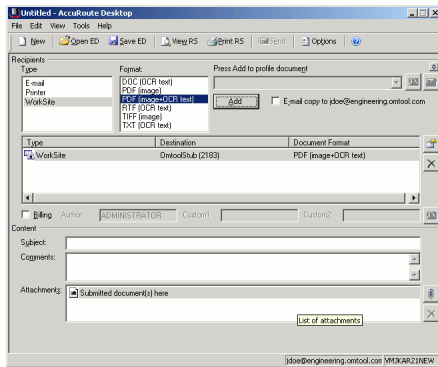 Untitled - AccuRoute Desktop
File Edit View Tools Help
New Open ED Save ED View RS Print RS Send Options
Recipients
Type Format Press Add to profile document
E-mail
Printer
WorkSite
DOC (OCR text)
PDF (image)
PDF (image+OCR text)
RTF (OCR text)
TIFF (image)
TXT (OCR text)
Add E-mail copy to jdoe@engineering.omtool.com
Type Destination Document Format
WorkSite OmtoolStub (2183) PDF (image+OCR text)
Billing Author ADMINISTRATOR Custom1 Custom2
Content
Subject:
Comments:
Attachments: Submitted document(s) here
List of attachments
jdoe@engineering.omtool.con VMJKAR21NEW